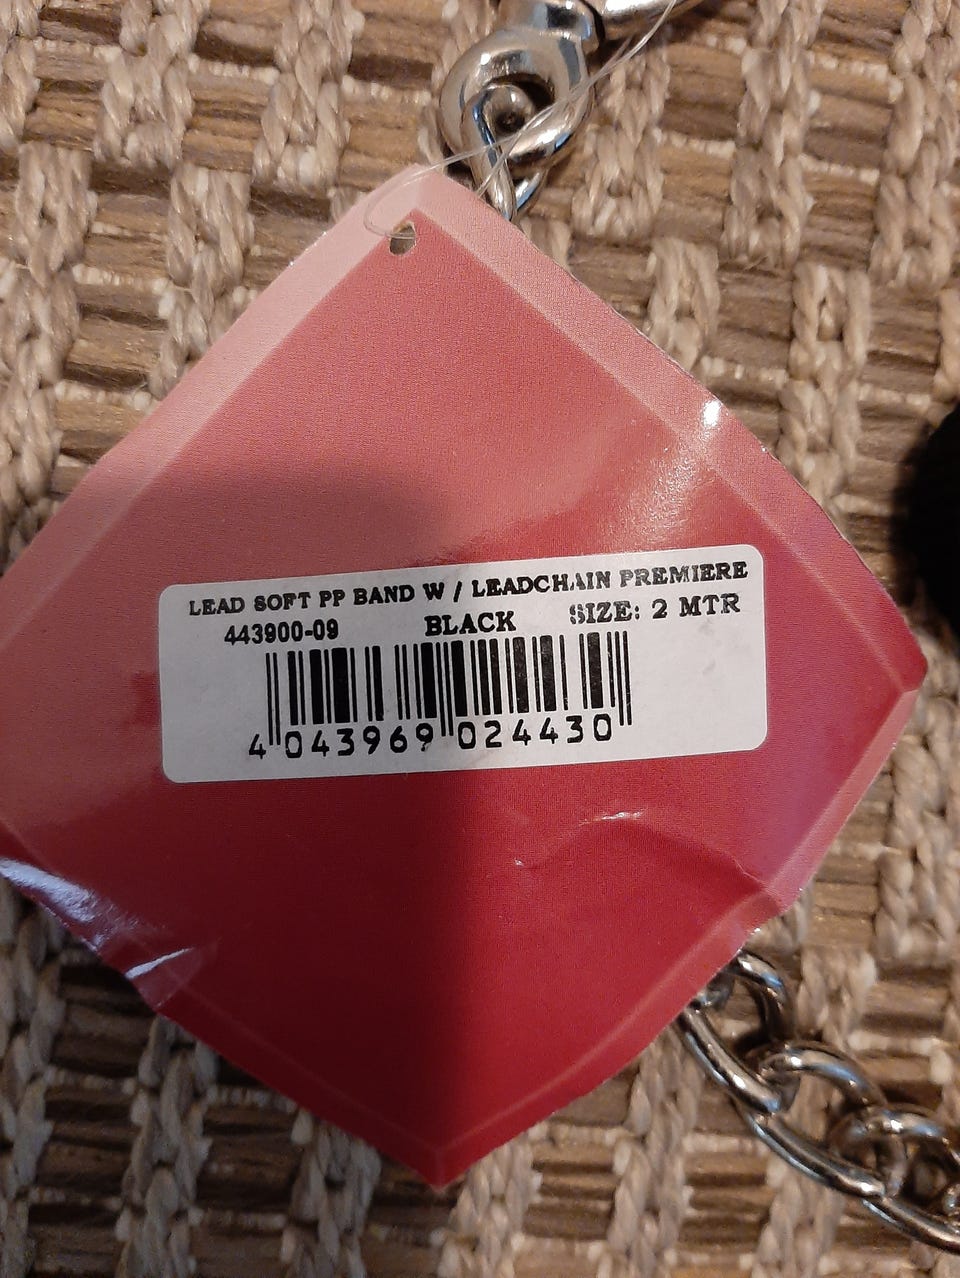 LEAD SOFT PP BAND W / LEADCHAIN PREMIERE
443900-09 BLACK SIZE: 2 MTR
4 043969 024430